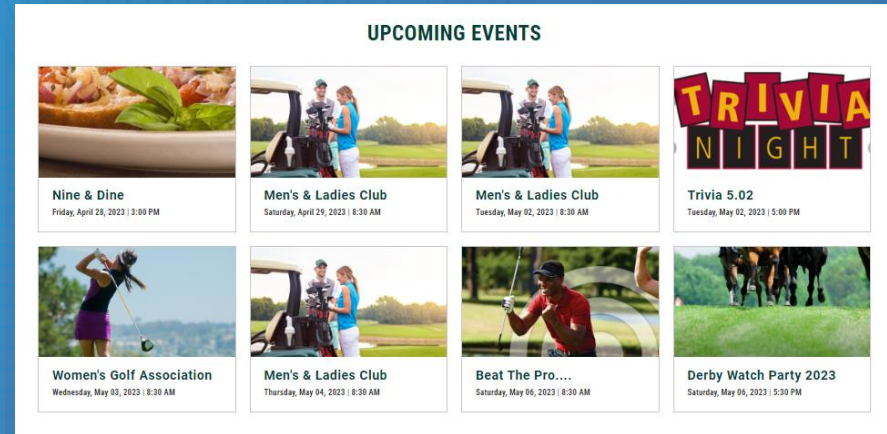 UPCOMING EVENTS
TRIVIA
NIGHT
Nine & Dine
Friday, April 28, 2023 | 3:00 PM
Men's & Ladies Club
Saturday, April 29, 2023 | 8:30 AM
Men's & Ladies Club
Tuesday, May 02, 2023 | 8:30 AM
Trivia 5.02
Tuesday, May 02, 2023 | 5:00 PM
Women's Golf Association
Wednesday, May 03, 2023 | 8:30 AM
Men's & Ladies Club
Thursday, May 04, 2023 | 8:30 AM
Beat The Pro....
Saturday, May 06, 2023 | 8:30 AM
Derby Watch Party 2023
Saturday, May 06, 2023 | 5:30 PM